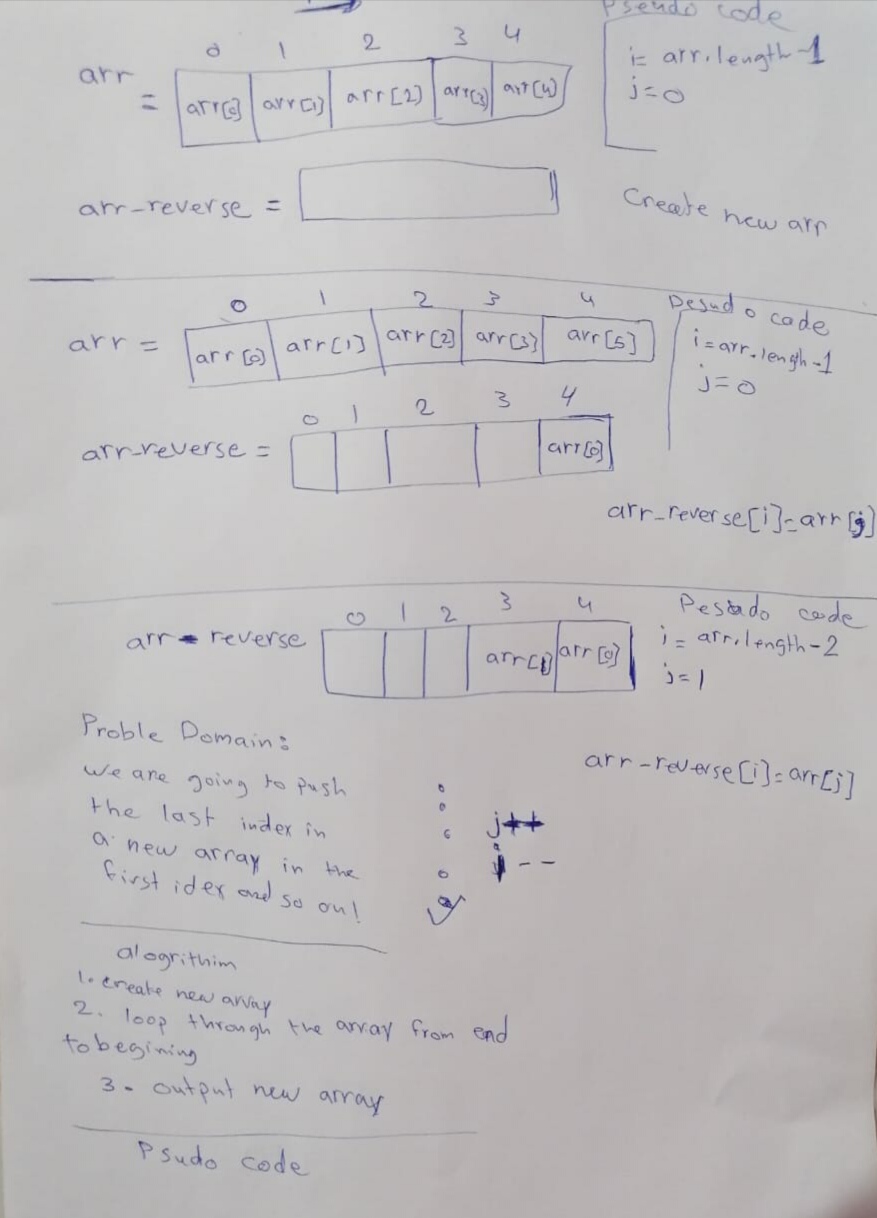 Pseudo code
0 1 2 3 4
arr = arr[0] arr[1] arr[2] arr[3] arr[4]
i= arr.length-1
j=0
arr-reverse =
Create new arr
0 1 2 3 4
Pesudo code
arr = arr[0] arr[1] arr[2] arr[3] arr[5]
i=arr.length-1
j=0
0 1 2 3 4
arr-reverse = arr[0]
arr_reverse[i]=arr[j]
0 1 2 3 4
Pesudo code
arr-reverse arr[1] arr[0]
i= arr.length-2
j=1
Proble Domain:
We are going to push
the last index in
a new array in the
first idex and so on!
arr-reverse[i]=arr[j]
j++
i--
alogrithim
1. create new array
2. loop through the array from end
to begining
3- output new array
Psudo code